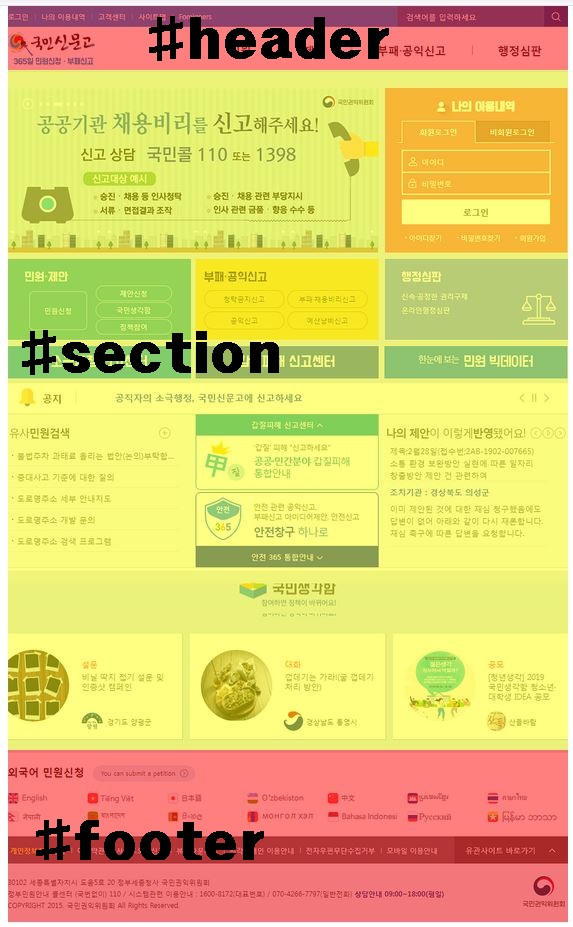 로그인 나의 이용내역 고객센터 사이트맵 Foreigners 검색어를 입력하세요
#header
국민신문고
365일 민원신청·부패신고
부패·공익신고 행정심판
국민권익위원회
공공기관 채용비리를 신고해주세요!
신고 상담 국민콜 110 또는 1398
신고대상 예시
승진·채용 등 인사청탁
승진·채용 관련 부당지시
서류·면접결과 조작
인사 관련 금품·향응 수수 등
나의 이용내역
회원로그인 비회원로그인
아이디
비밀번호
로그인
아이디찾기 비밀번호찾기 회원가입
민원·제안
민원신청
제안신청
국민생각함
정책참여
부패·공익신고
청탁금지신고 부패·채용비리신고
공익신고 예산낭비신고
행정심판
신속·공정한 권리구제
온라인행정심판
#section
신고센터
한눈에 보는 민원 빅데이터
공지 공직자의 소극행정, 국민신문고에 신고하세요
유사민원검색
불법주차 과태료 올리는 법안(논의)부탁합...
중대사고 기준에 대한 질의
도로명주소 세부 안내지도
도로명주소 개발 문의
도로명주소 검색 프로그램
갑질피해 신고센터
'갑질' 피해 "신고하세요"
공공·민간분야 갑질피해
통합안내
갑
질
안전
365
안전 관련 공익신고,
부패신고 아이디어제안, 안전신고
안전창구 하나로
안전 365 통합안내
나의 제안이 이렇게반영됐어요!
제목:2월28일(접수번:2AB-1902-007665)
소통 환경 보완방안 실현에 따른 일자리
창출방안 제안 건 관련하여
조치기관 : 경상북도 의성군
이미 제안된 것에 대한 재심 청구했음에도
답변이 없어 아래와 같이 다시 재론합니다.
재심 촉구에 따른 답변을 요청합니다.
국민생각함
참여하면 정책이 바뀌어요!
설문
비닐 딱지 접기 설문 및
인증샷 캠페인
경기도 양평군
대화
껍데기는 가라!(굴 껍데기
처리 방안)
경상남도 통영시
공모
[청년생각] 2019
국민생각함 청소년·
대학생 IDEA 공모
산출바람
외국어 민원신청 You can submit a petition
English Tiếng Việt 日本語 O'zbekiston 中文 ภาษาไทย
नेपाली සිංහල МОНГОЛ ХЭЛ Bahasa Indonesi Русский မြန်မာ ဘာသာ
#footer
개인정보 이용안내 전자우편무단수집거부 모바일 이용안내 유관사이트 바로가기
30102 세종특별자치시 도움5로 20 정부세종청사 국민권익위원회
정부민원안내 콜센터 (국번없이) 110 / 시스템관련 이용안내 : 1600-8172(대표번호) / 070-4266-7797(일반전화) 상담안내 09:00~18:00(평일)
COPYRIGHT 2015. 국민권익위원회 All Rights Reserved.
국민권익위원회